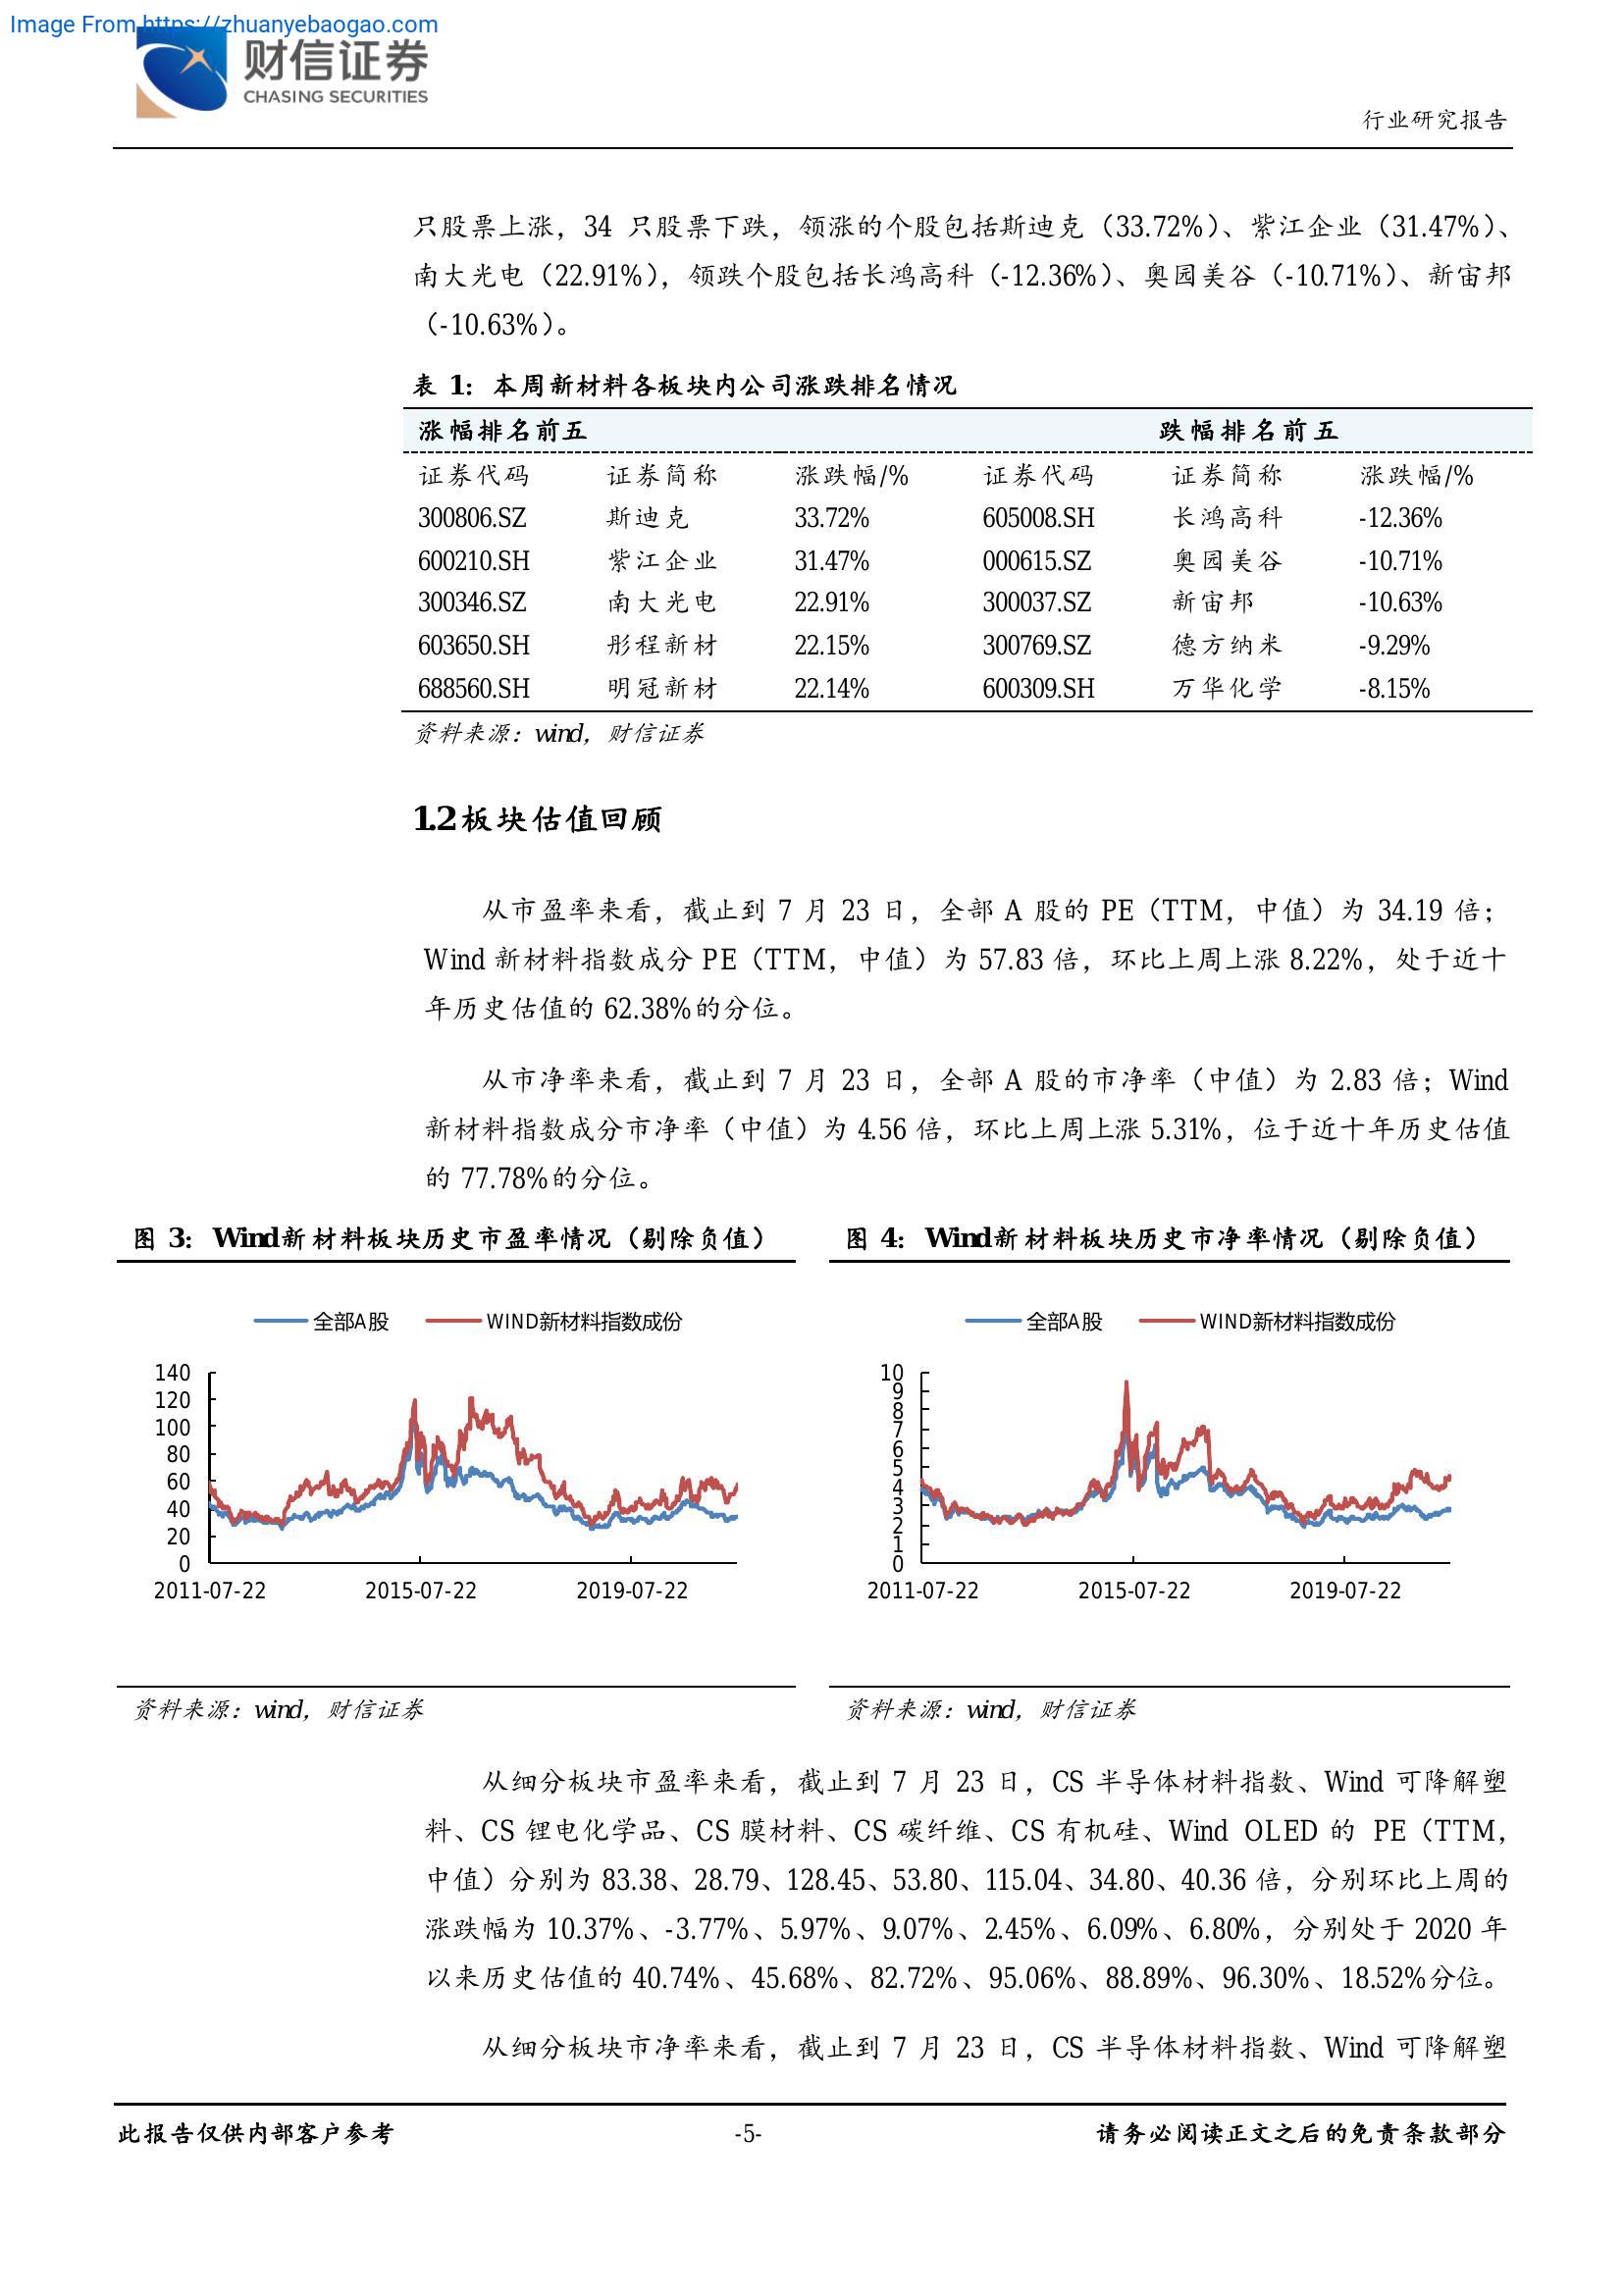 Image From https://zhuanyebaogao.com
财信证券
CHASING SECURITIES
行业研究报告
只股票上涨，34 只股票下跌，领涨的个股包括斯迪克（33.72%）、紫江企业（31.47%）、
南大光电（22.91%），领跌个股包括长鸿高科（-12.36%）、奥园美谷（-10.71%）、新宙邦
（-10.63%）。
表 1：本周新材料各板块内公司涨跌排名情况
涨幅排名前五 跌幅排名前五
证券代码 证券简称 涨跌幅/% 证券代码 证券简称 涨跌幅/%
300806.SZ 斯迪克 33.72% 605008.SH 长鸿高科 -12.36%
600210.SH 紫江企业 31.47% 000615.SZ 奥园美谷 -10.71%
300346.SZ 南大光电 22.91% 300037.SZ 新宙邦 -10.63%
603650.SH 彤程新材 22.15% 300769.SZ 德方纳米 -9.29%
688560.SH 明冠新材 22.14% 600309.SH 万华化学 -8.15%
资料来源：wind，财信证券
1.2 板块估值回顾
从市盈率来看，截止到 7 月 23 日，全部 A 股的 PE（TTM，中值）为 34.19 倍；
Wind 新材料指数成分 PE（TTM，中值）为 57.83 倍，环比上周上涨 8.22%，处于近十
年历史估值的 62.38%的分位。
从市净率来看，截止到 7 月 23 日，全部 A 股的市净率（中值）为 2.83 倍；Wind
新材料指数成分市净率（中值）为 4.56 倍，环比上周上涨 5.31%，位于近十年历史估值
的 77.78%的分位。
图 3：Wind新材料板块历史市盈率情况（剔除负值）
全部A股 WIND新材料指数成份
140
120
100
80
60
40
20
0
2011-07-22 2015-07-22 2019-07-22
资料来源：wind，财信证券
图 4：Wind新材料板块历史市净率情况（剔除负值）
全部A股 WIND新材料指数成份
10
9
8
7
6
5
4
3
2
1
0
2011-07-22 2015-07-22 2019-07-22
资料来源：wind，财信证券
从细分板块市盈率来看，截止到 7 月 23 日，CS 半导体材料指数、Wind 可降解塑
料、CS 锂电化学品、CS 膜材料、CS 碳纤维、CS 有机硅、Wind OLED 的 PE（TTM，
中值）分别为 83.38、28.79、128.45、53.80、115.04、34.80、40.36 倍，分别环比上周的
涨跌幅为 10.37%、-3.77%、5.97%、9.07%、2.45%、6.09%、6.80%，分别处于 2020 年
以来历史估值的 40.74%、45.68%、82.72%、95.06%、88.89%、96.30%、18.52%分位。
从细分板块市净率来看，截止到 7 月 23 日，CS 半导体材料指数、Wind 可降解塑
此报告仅供内部客户参考 -5- 请务必阅读正文之后的免责条款部分